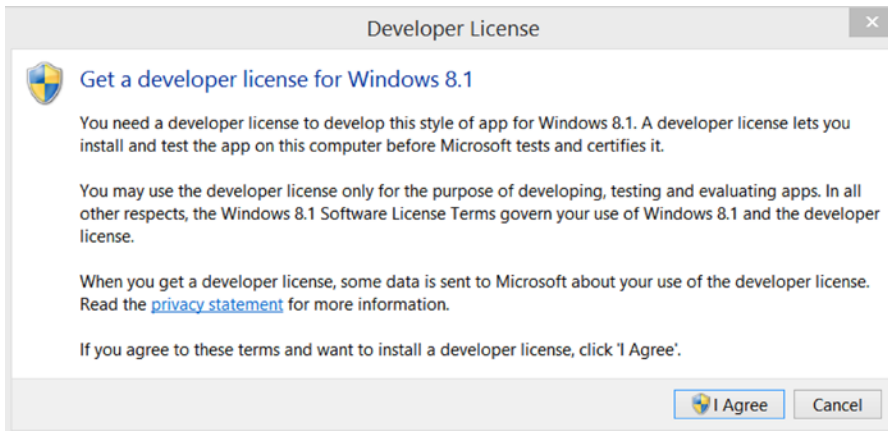 Developer License
Get a developer license for Windows 8.1
You need a developer license to develop this style of app for Windows 8.1. A developer license lets you
install and test the app on this computer before Microsoft tests and certifies it.
You may use the developer license only for the purpose of developing, testing and evaluating apps. In all
other respects, the Windows 8.1 Software License Terms govern your use of Windows 8.1 and the developer
license.
When you get a developer license, some data is sent to Microsoft about your use of the developer license.
Read the privacy statement for more information.
If you agree to these terms and want to install a developer license, click 'I Agree'.
I Agree Cancel